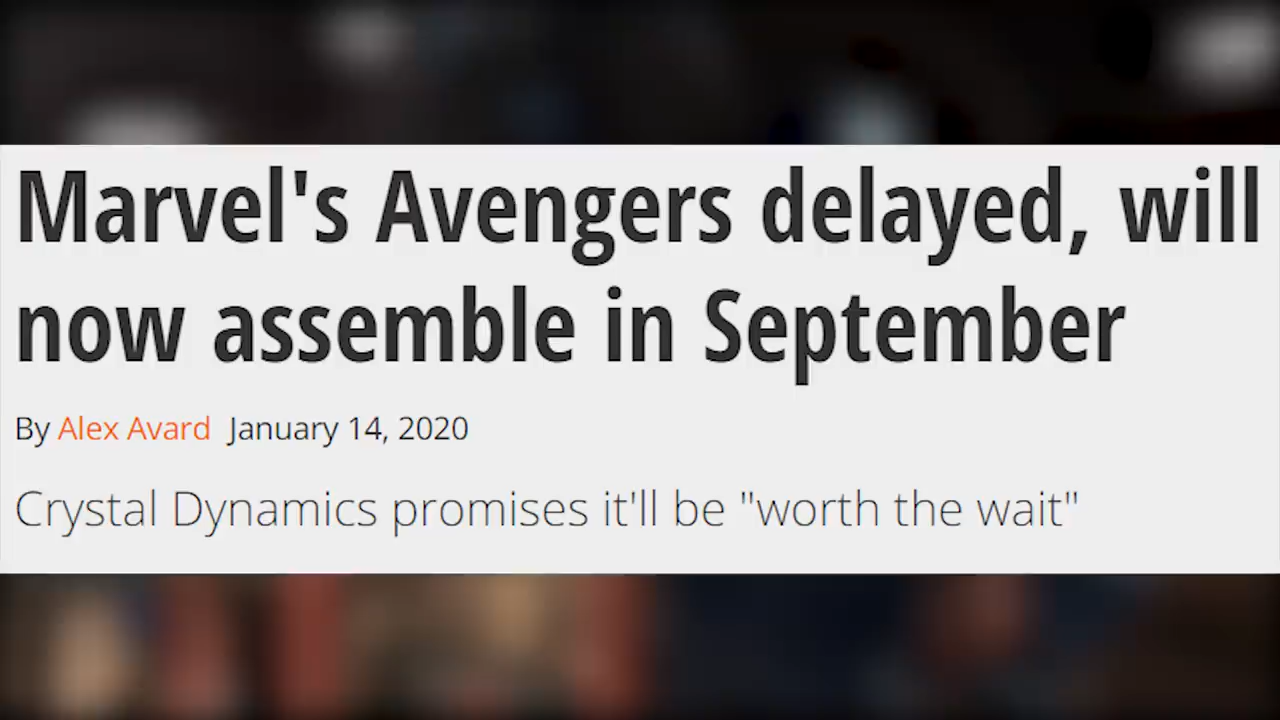 Marvel's Avengers delayed, will
now assemble in September
By Alex Avard January 14, 2020
Crystal Dynamics promises it'll be "worth the wait"